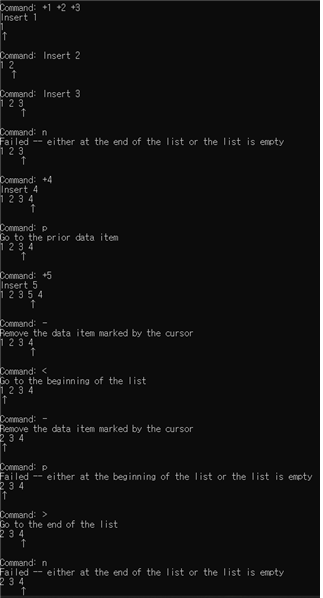 Command: +1 +2 +3
Insert 1
1
↑
Command: Insert 2
1 2
↑
Command: Insert 3
1 2 3
↑
Command: n
Failed -- either at the end of the list or the list is empty
1 2 3
↑
Command: +4
Insert 4
1 2 3 4
↑
Command: p
Go to the prior data item
1 2 3 4
↑
Command: +5
Insert 5
1 2 3 5 4
↑
Command: -
Remove the data item marked by the cursor
1 2 3 4
↑
Command: <
Go to the beginning of the list
1 2 3 4
↑
Command: -
Remove the data item marked by the cursor
2 3 4
↑
Command: p
Failed -- either at the beginning of the list or the list is empty
2 3 4
↑
Command: >
Go to the end of the list
2 3 4
↑
Command: n
Failed -- either at the end of the list or the list is empty
2 3 4
↑